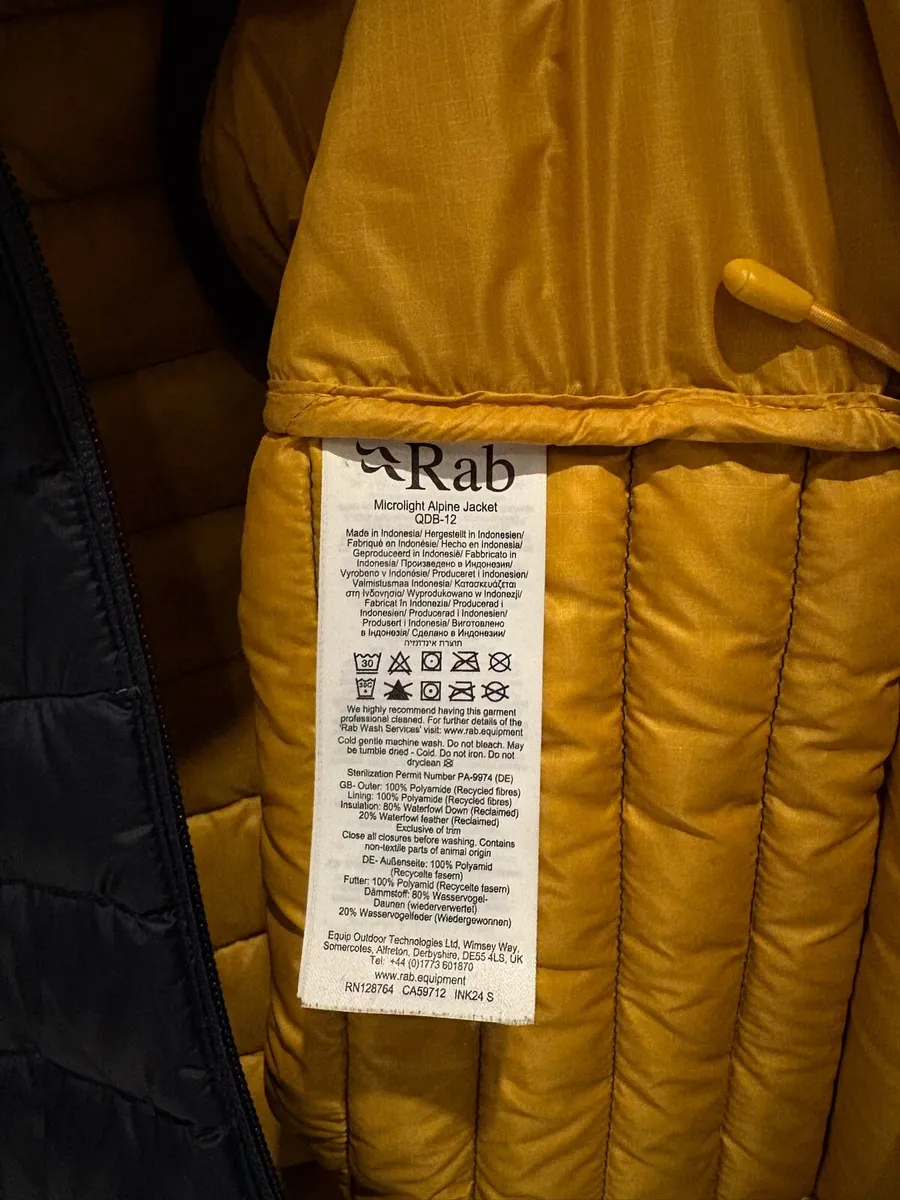 Rab
Microlight Alpine Jacket
QDB-12
Made in Indonesia/ Hergestellt in Indonesien/
Fabriqué en Indonésie/ Hecho en Indonesia/
Geproduceerd in Indonesië/ Fabbricato in
Indonesia/ Произведено в Индонезия/
Vyrobeno v Indonésie/ Produceret i Indonesien/
Valmistusmaa Indonesia/ Κατασκευάζεται
στη Ινδονησία/ Wyprodukowano w Indonezji/
Fabricat în Indonezia/ Producerad i
Indonesien/ Producerad i Indonesien/
Produsert i Indonesia/ Виготовлено
в Індонезія/ Сделано в Индонезии/
תוצרת אינדונזיה
30
We highly recommend having this garment
professional cleaned. For further details of the
'Rab Wash Services' visit: www.rab.equipment
Cold gentle machine wash. Do not bleach. May
be tumble dried - Cold. Do not iron. Do not
dryclean
Sterilization Permit Number PA-9974 (DE)
GB- Outer: 100% Polyamide (Recycled fibres)
Lining: 100% Polyamide (Recycled fibres)
Insulation: 80% Waterfowl Down (Reclaimed)
20% Waterfowl feather (Reclaimed)
Exclusive of trim
Close all closures before washing. Contains
non-textile parts of animal origin
DE- Außenseite: 100% Polyamid
(Recycelte fasern)
Futter: 100% Polyamid (Recycelte fasern)
Dämmstoff: 80% Wasservogel-
Daunen (wiederverwertet)
20% Wasservogelfeder (Wiedergewonnen)
Equip Outdoor Technologies Ltd, Wimsey Way,
Somercotes, Alfreton, Derbyshire, DE55 4LS, UK
Tel: +44 (0)1773 601870
www.rab.equipment
RN128764 CA59712 INK24 S